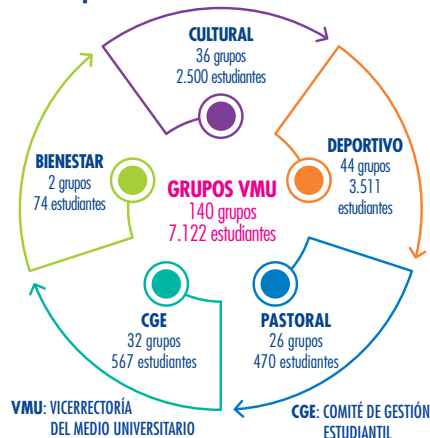 CULTURAL
36 grupos
2.500 estudiantes
DEPORTIVO
44 grupos
3.511
estudiantes
BIENESTAR
2 grupos
74 estudiantes
GRUPOS VMU
140 grupos
7.122 estudiantes
CGE
32 grupos
567 estudiantes
PASTORAL
26 grupos
470 estudiantes
VMU: VICERRECTORÍA
DEL MEDIO UNIVERSITARIO
CGE: COMITÉ DE GESTIÓN
ESTUDIANTIL